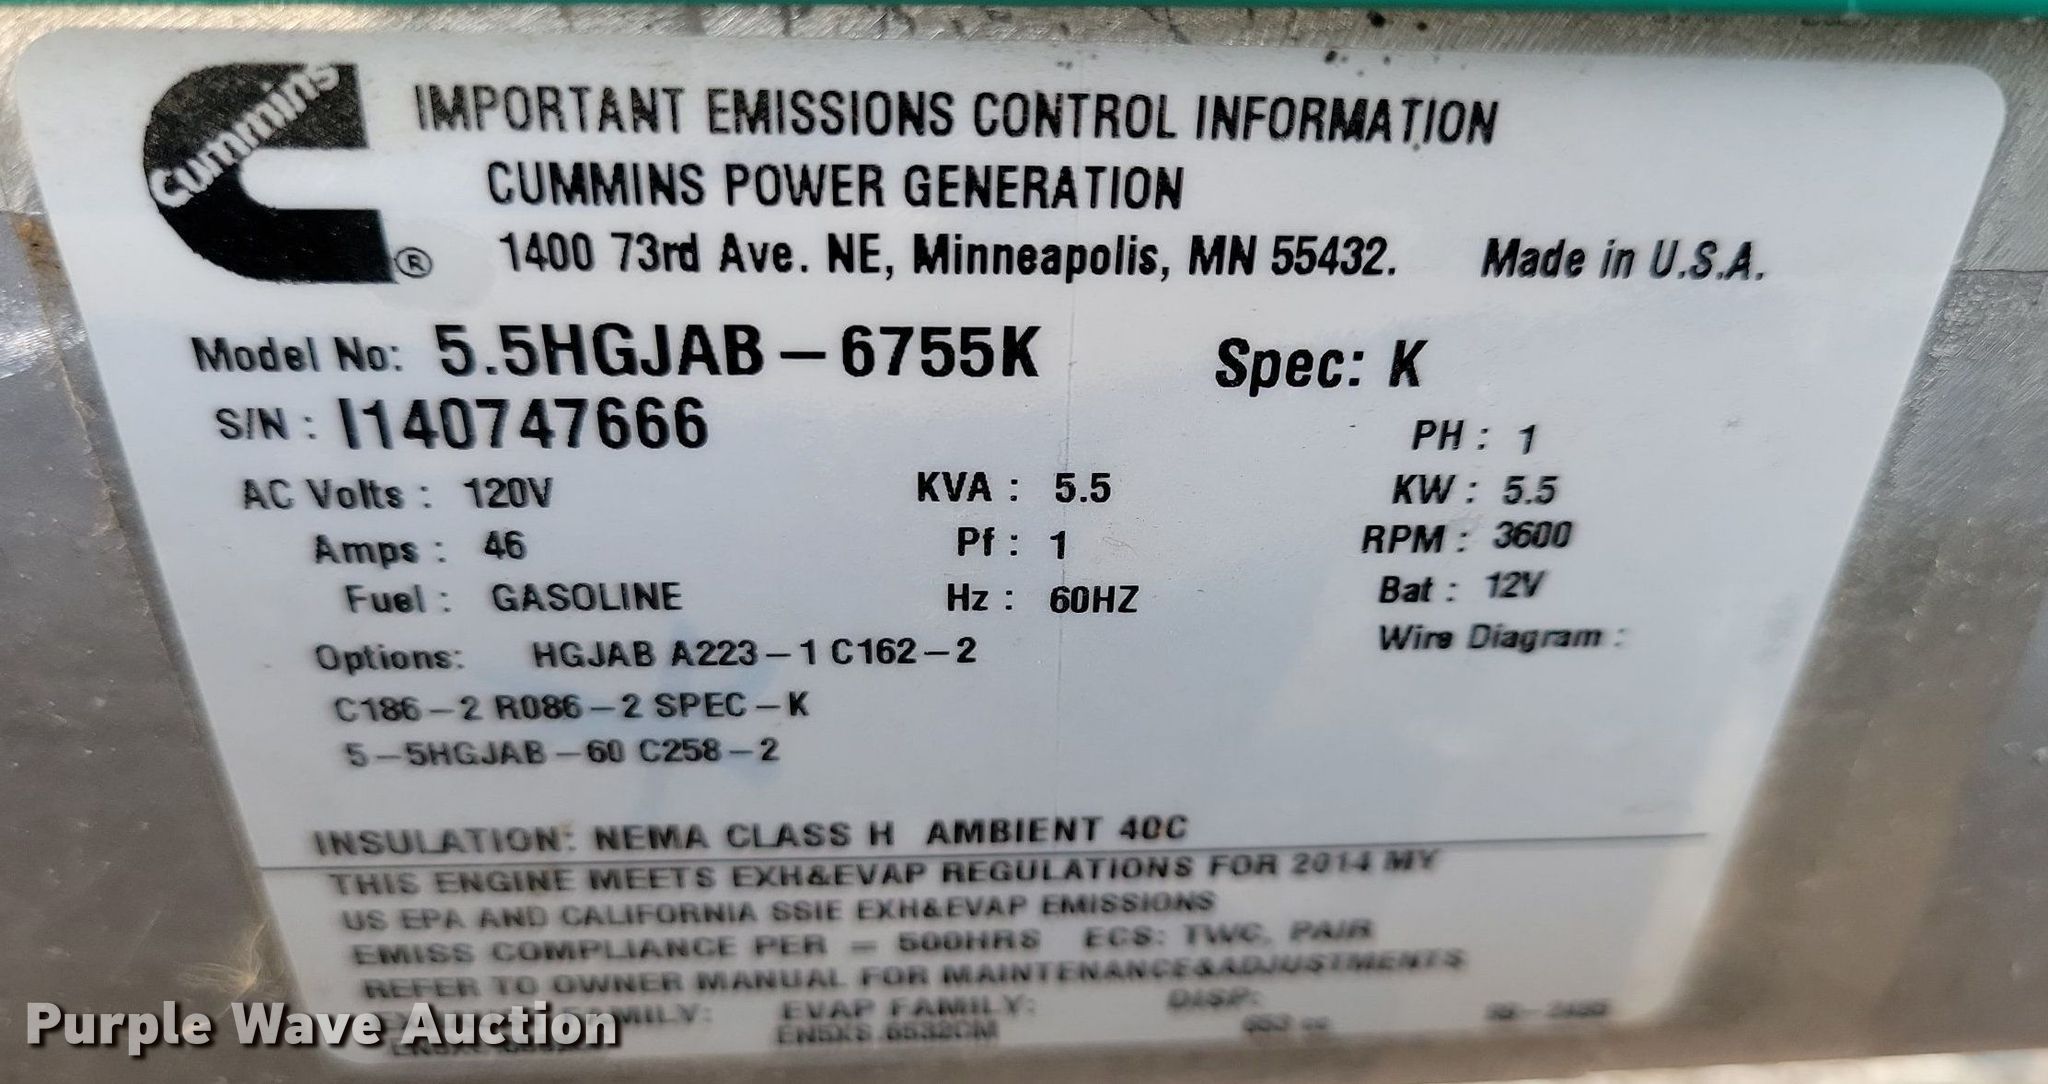 Cummins ®
IMPORTANT EMISSIONS CONTROL INFORMATION
CUMMINS POWER GENERATION
1400 73rd Ave. NE, Minneapolis, MN 55432. Made in U.S.A.
Model No: 5.5HGJAB-6755K Spec: K
S/N: I140747666 PH: 1
AC Volts: 120V KVA: 5.5 KW: 5.5
Amps: 46 Pf: 1 RPM: 3600
Fuel: GASOLINE Hz: 60HZ Bat: 12V
Options: HGJAB A223-1 C162-2 Wire Diagram:
C186-2 R086-2 SPEC-K
5-5HGJAB-60 C258-2
INSULATION: NEMA CLASS H AMBIENT 40C
THIS ENGINE MEETS EXH&EVAP REGULATIONS FOR 2014 MY
US EPA AND CALIFORNIA SSIE EXH&EVAP EMISSIONS
EMISS COMPLIANCE PER = 500HRS ECS: TWC, PAIR
REFER TO OWNER MANUAL FOR MAINTENANCE&ADJUSTMENTS
EVAP FAMILY: DISP:
Purple Wave Auction